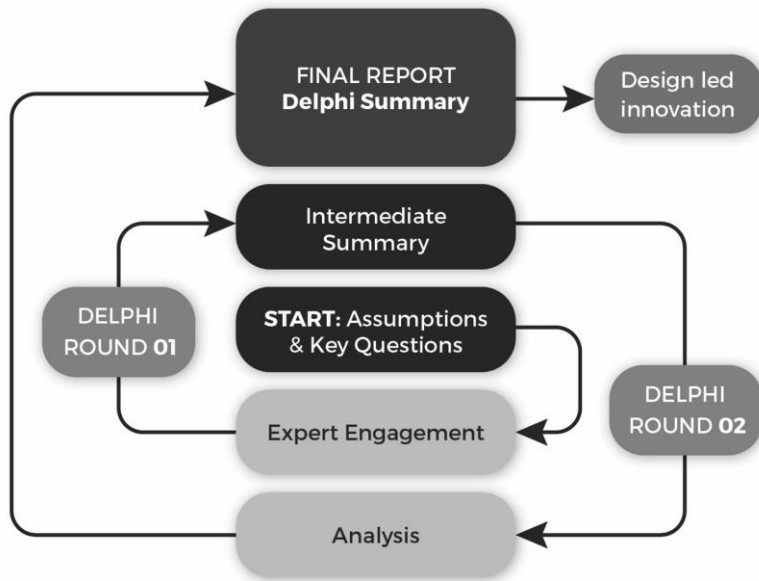 FINAL REPORT
Delphi Summary
Design led
innovation
Intermediate
Summary
DELPHI
ROUND 01
START: Assumptions
& Key Questions
DELPHI
ROUND 02
Expert Engagement
Analysis